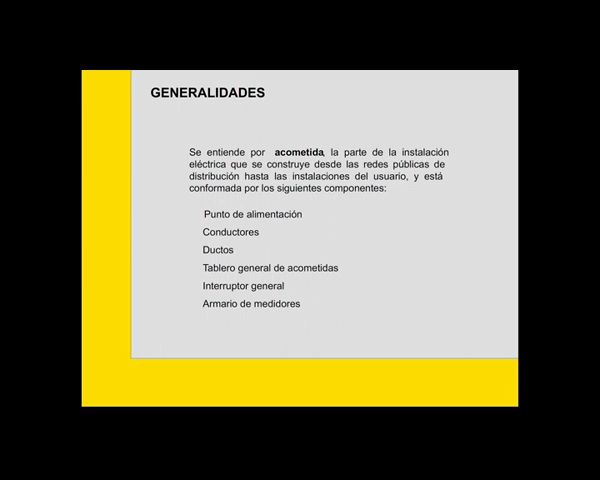 GENERALIDADES
Se entiende por acometida, la parte de la instalación
eléctrica que se construye desde las redes públicas de
distribución hasta las instalaciones del usuario, y está
conformada por los siguientes componentes:
Punto de alimentación
Conductores
Ductos
Tablero general de acometidas
Interruptor general
Armario de medidores